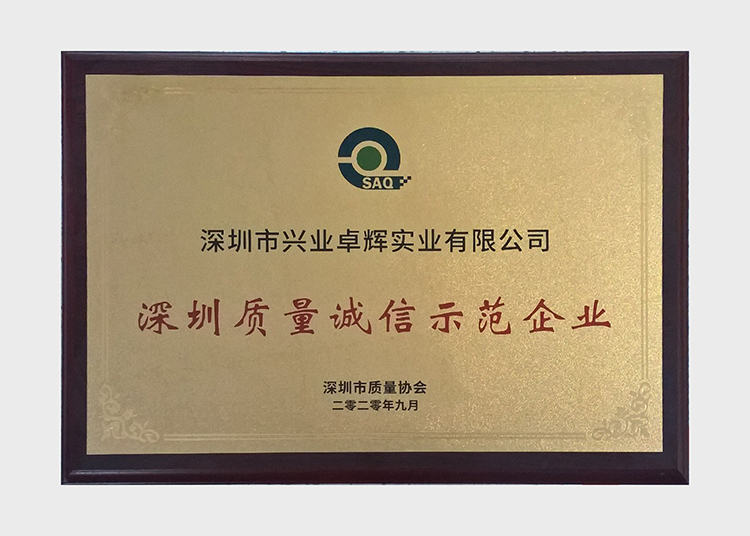 SAQ
深圳市兴业卓辉实业有限公司
深圳质量诚信示范企业
深圳市质量协会
二零二零年九月